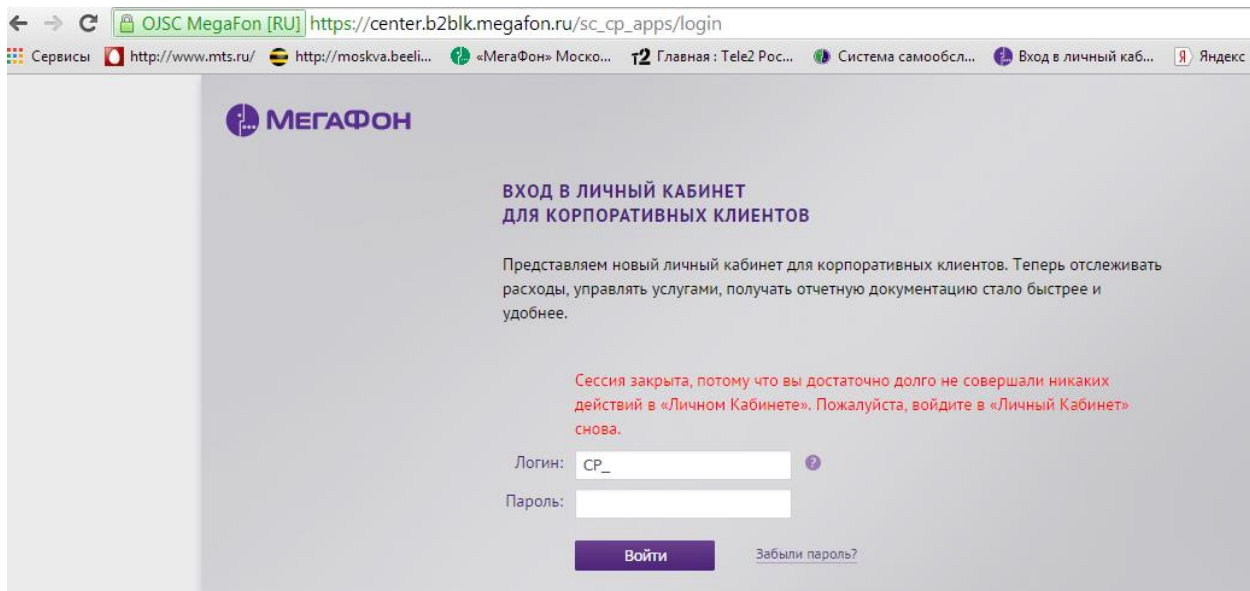 OJSC MegaFon [RU] https://center.b2blk.megafon.ru/sc_cp_apps/login
Сервисы http://www.mts.ru/ http://moskva.beeli... «МегаФон» Моско... Главная : Tele2 Рос... Система самообсл... Вход в личный каб... Яндекс
МЕГАФОН
ВХОД В ЛИЧНЫЙ КАБИНЕТ
ДЛЯ КОРПОРАТИВНЫХ КЛИЕНТОВ
Представляем новый личный кабинет для корпоративных клиентов. Теперь отслеживать
расходы, управлять услугами, получать отчетную документацию стало быстрее и
удобнее.
Сессия закрыта, потому что вы достаточно долго не совершали никаких
действий в «Личном Кабинете». Пожалуйста, войдите в «Личный Кабинет»
снова.
Логин: CP_ ?
Пароль:
Войти Забыли пароль?